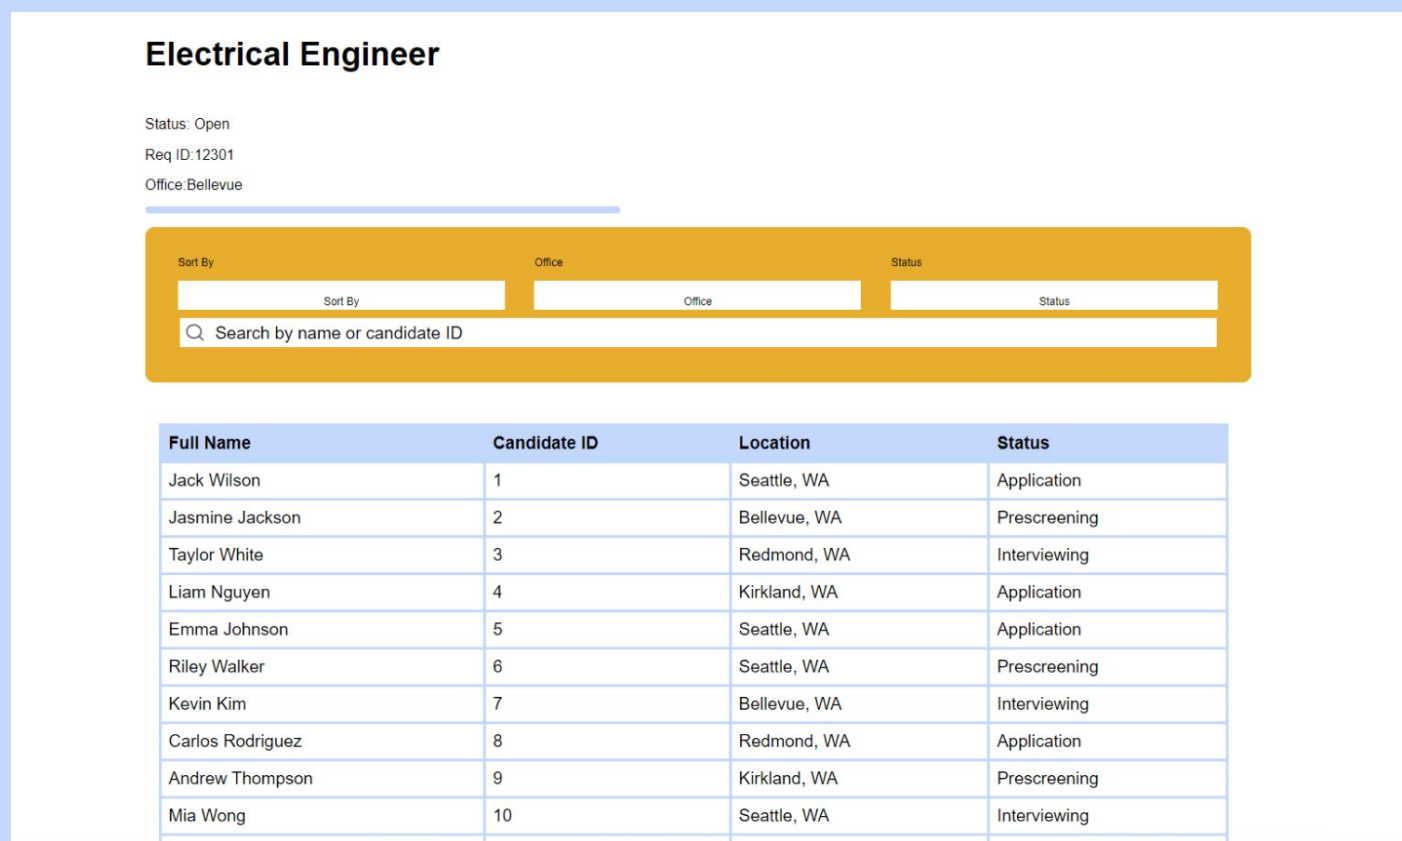 Electrical Engineer
Status: Open
Req ID:12301
Office:Bellevue
Sort By Office Status
Sort By Office Status
Search by name or candidate ID
Full Name Candidate ID Location Status
Jack Wilson 1 Seattle, WA Application
Jasmine Jackson 2 Bellevue, WA Prescreening
Taylor White 3 Redmond, WA Interviewing
Liam Nguyen 4 Kirkland, WA Application
Emma Johnson 5 Seattle, WA Application
Riley Walker 6 Seattle, WA Prescreening
Kevin Kim 7 Bellevue, WA Interviewing
Carlos Rodriguez 8 Redmond, WA Application
Andrew Thompson 9 Kirkland, WA Prescreening
Mia Wong 10 Seattle, WA Interviewing